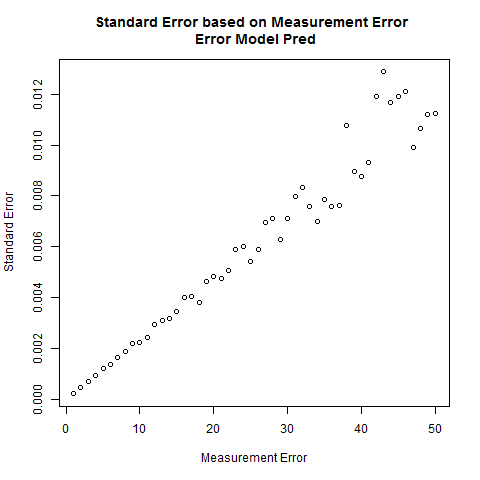 Standard Error based on Measurement Error
Error Model Pred
Standard Error
0.012
0.010
0.008
0.006
0.004
0.002
0.000
0 10 20 30 40 50
Measurement Error